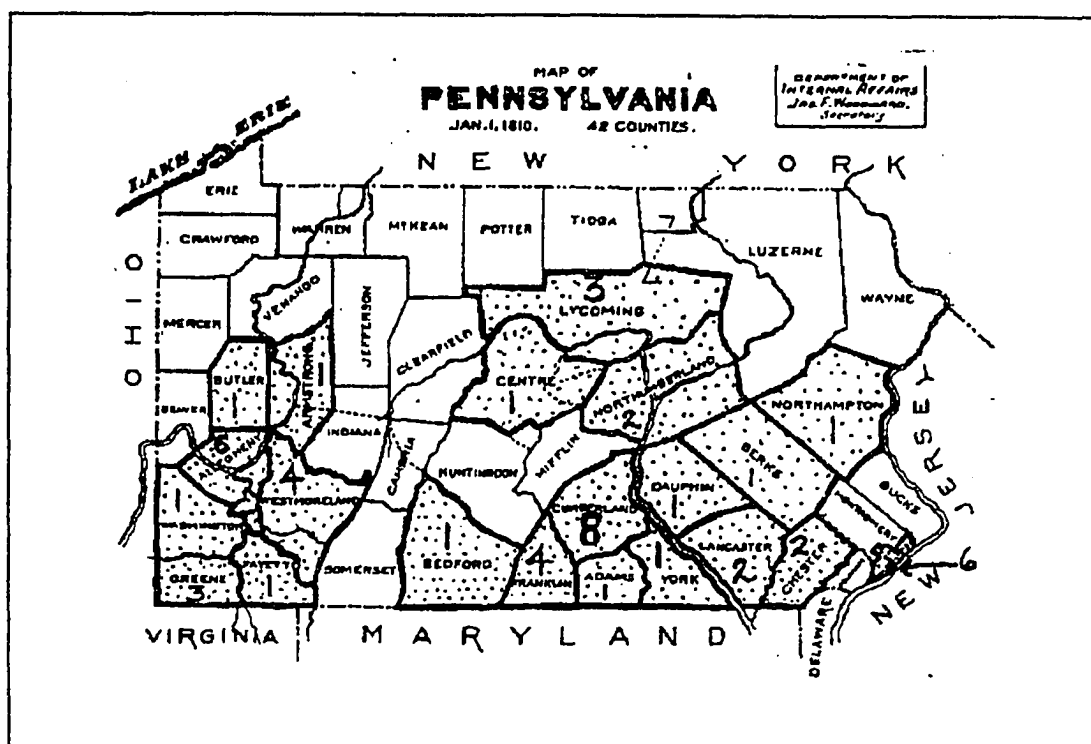 MAP OF
PENNSYLVANIA
JAN.1.1810. 42 COUNTIES.
DEPARTMENT OF
INTERNAL AFFAIRS
JAS. F. WOODWARD.
Secretary
LAKE ERIE
NEW YORK
ERIE
CRAWFORD
WARREN
McKEAN
POTTER
TIOGA
7
LUZERNE
WAYNE
OHIO
MERCER
VENANGO
JEFFERSON
CLEARFIELD
3
LYCOMING
CENTRE
1
NORTHUMBERLAND
2
NORTHAMPTON
1
BUTLER
1
ARMSTRONG
1
BEAVER
ALLEGHENY
INDIANA
CAMBRIA
HUNTINGDON
MIFFLIN
4
WESTMORELAND
1
WASHINGTON
GREENE
3
FAYETTE
1
SOMERSET
1
BEDFORD
4
FRANKLIN
CUMBERLAND
8
ADAMS
1
1
YORK
DAUPHIN
1
BERKS
1
LANCASTER
2
2
CHESTER
MONTGOMERY
BUCKS
DELAWARE
6
NEW JERSEY
VIRGINIA
MARYLAND